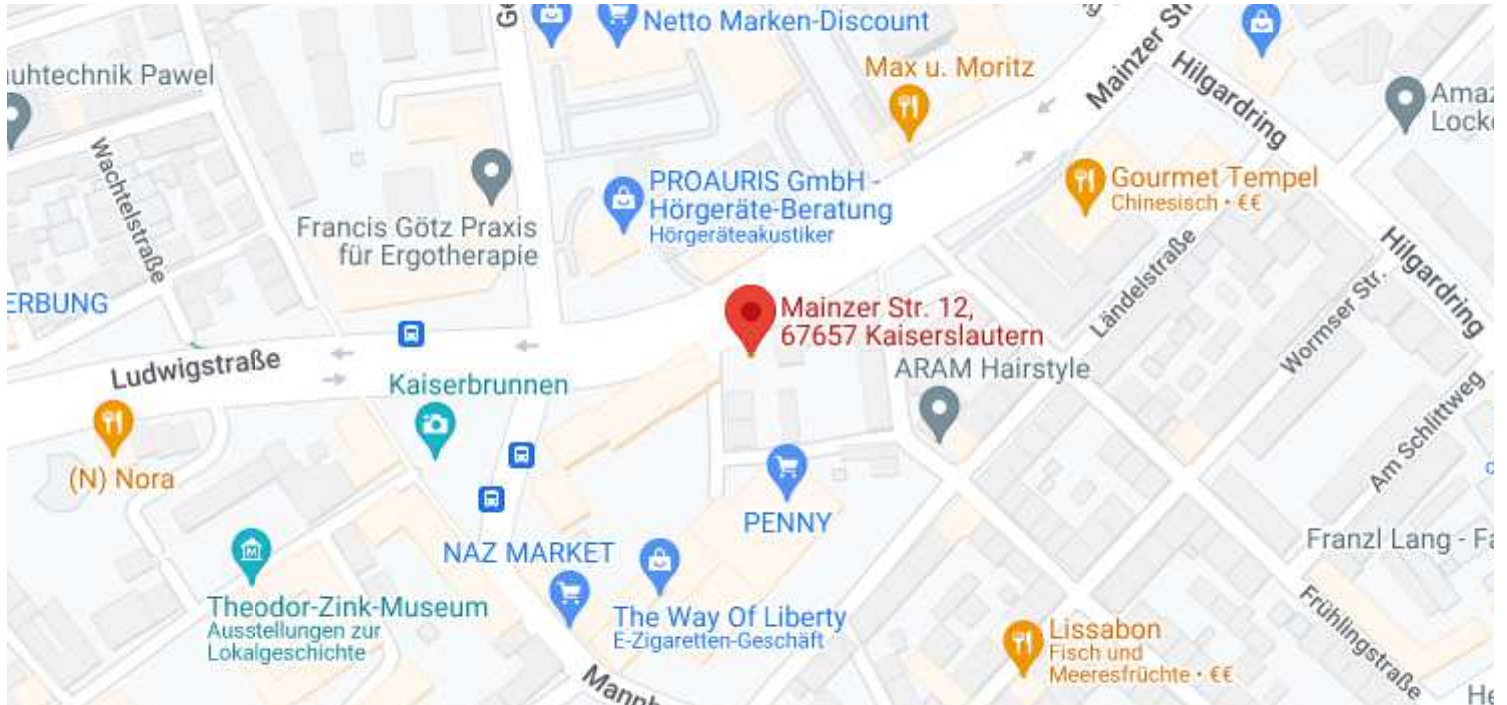 Netto Marken-Discount
Mainzer Str
Hilgardring
Max u. Moritz
uhtechnik Pawel
Amaz
Locke
Wachtelstraße
PROAURIS GmbH -
Hörgeräte-Beratung
Hörgeräteakustiker
Gourmet Tempel
Chinesisch • €€
Francis Götz Praxis
für Ergotherapie
Hilgardring
Ländelstraße
Wormser Str.
ERBUNG
Mainzer Str. 12,
67657 Kaiserslautern
Ludwigstraße
ARAM Hairstyle
Kaiserbrunnen
Am Schlittweg
(N) Nora
PENNY
NAZ MARKET
Franzl Lang - Fa
Theodor-Zink-Museum
Ausstellungen zur
Lokalgeschichte
The Way Of Liberty
E-Zigaretten-Geschäft
Lissabon
Fisch und
Meeresfrüchte • €€
Frühlingstraße
Mannh
He